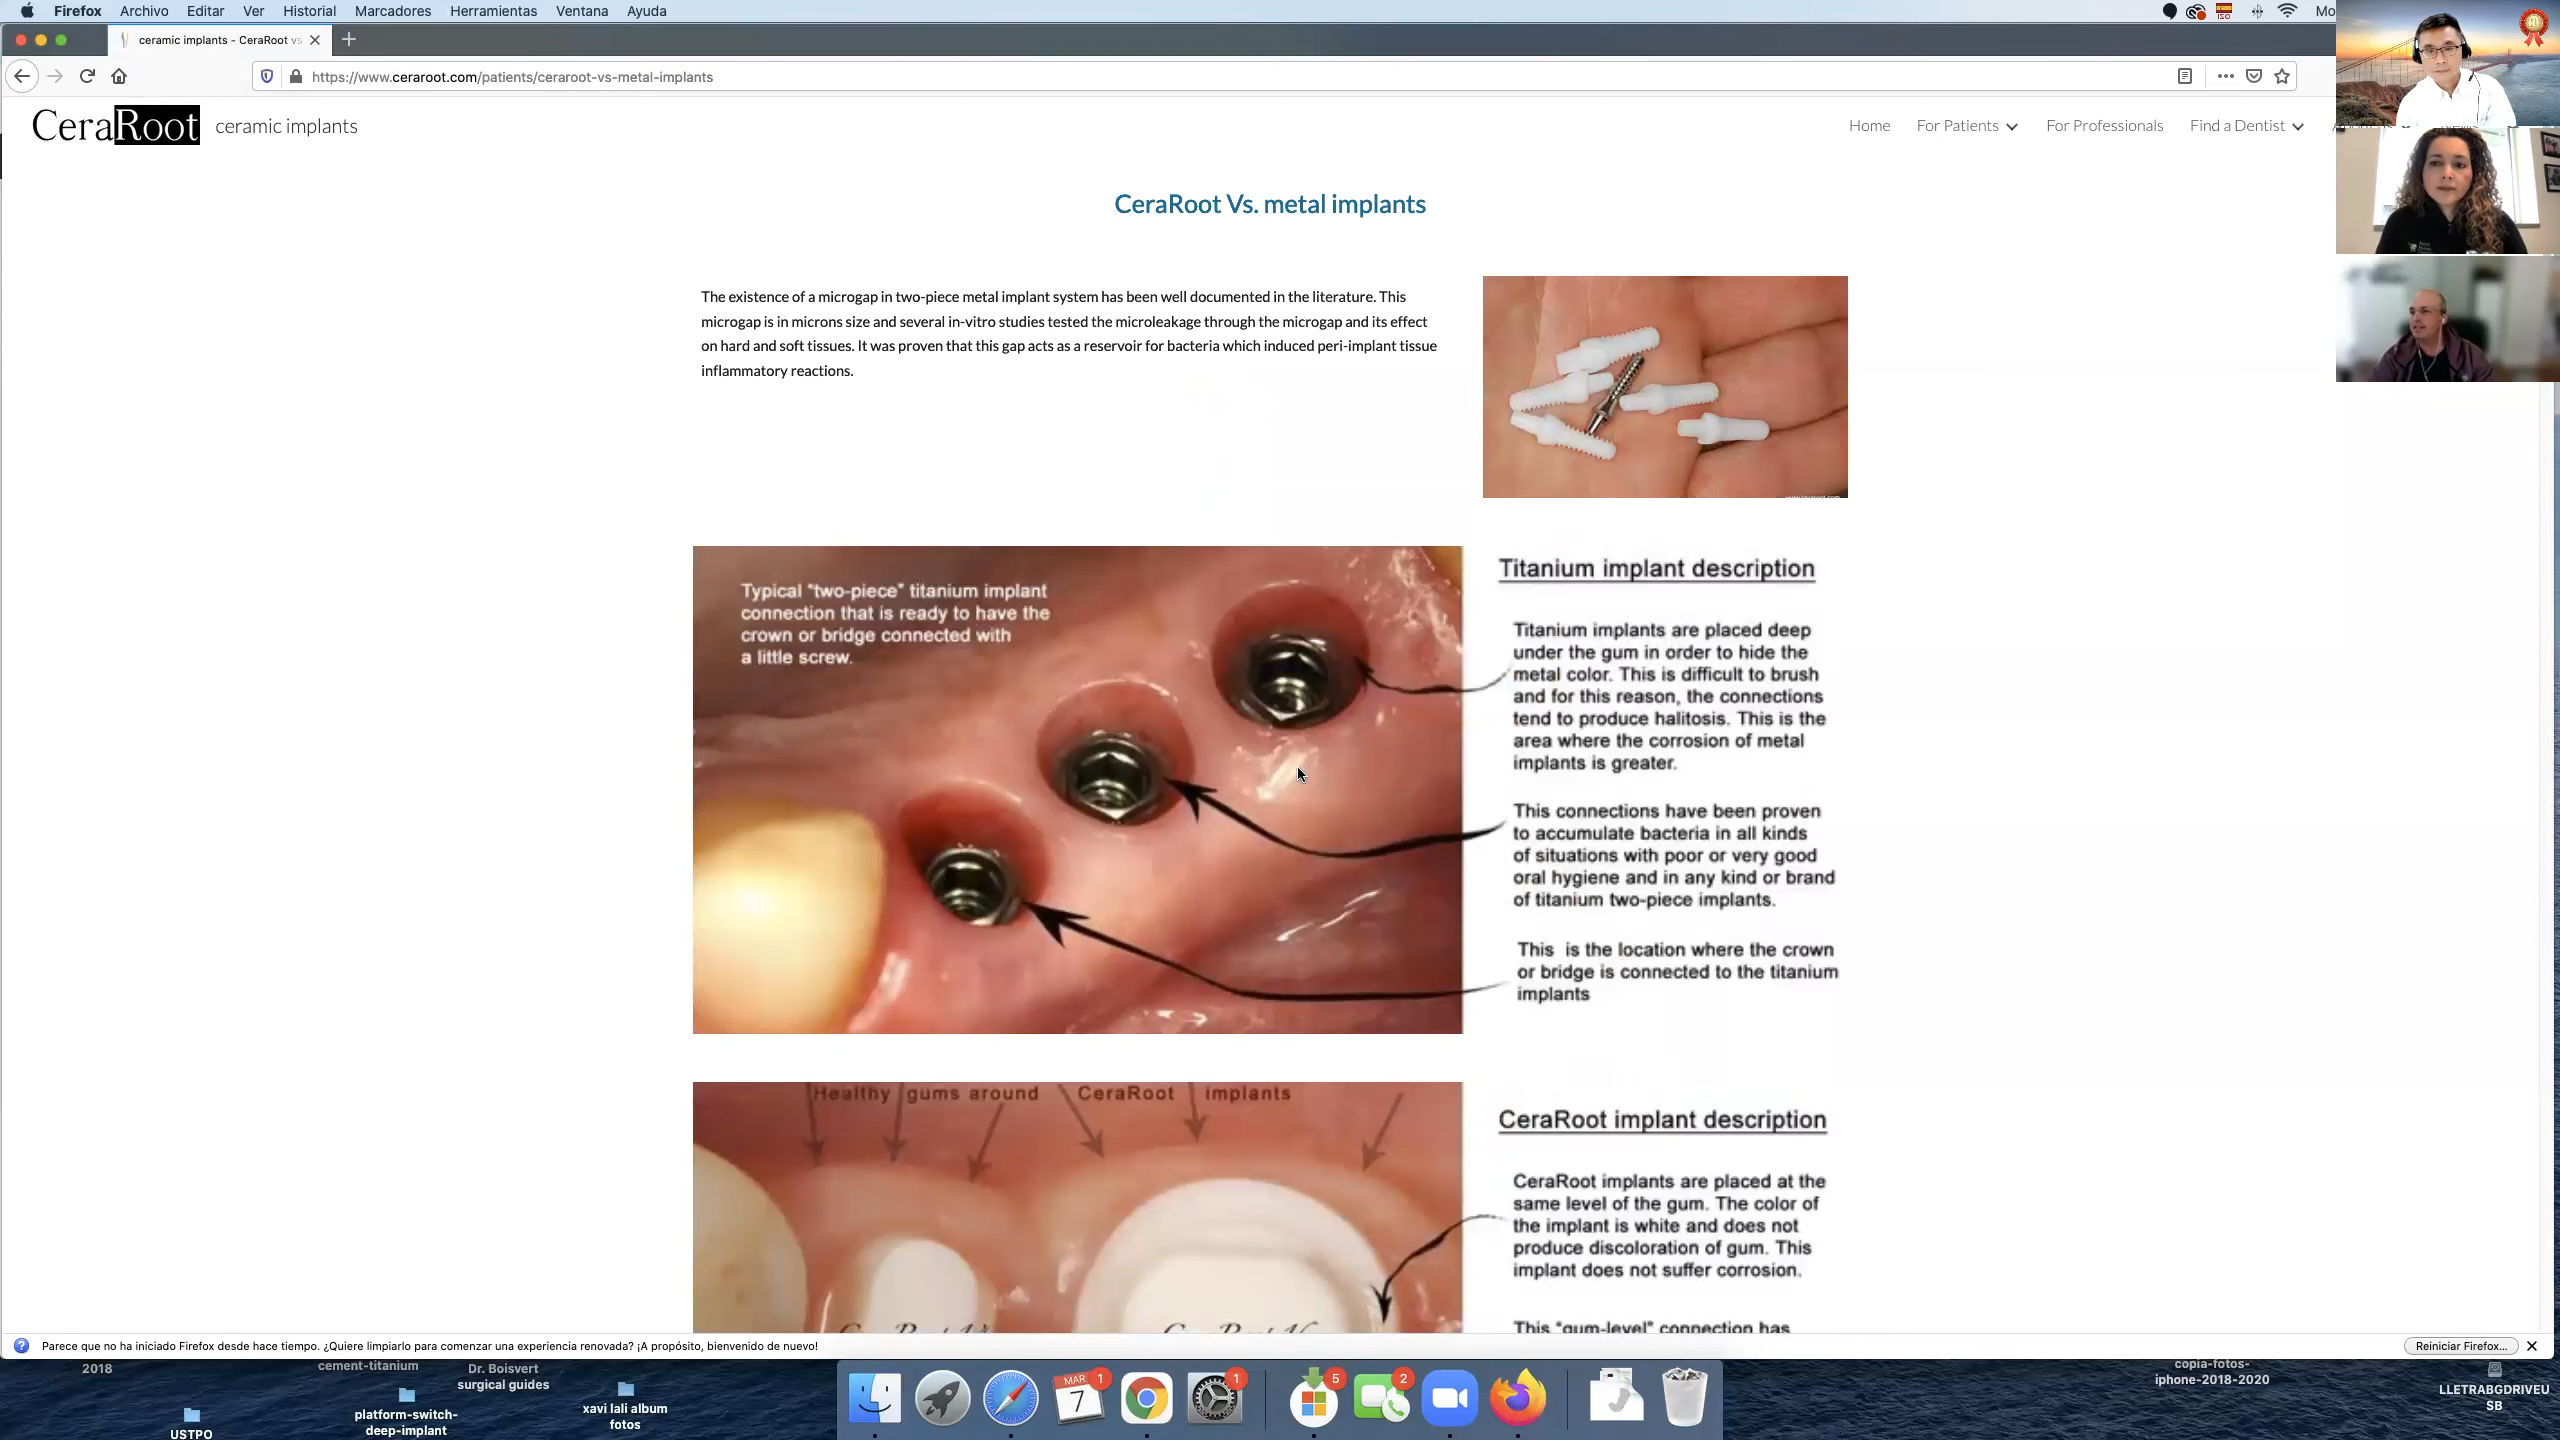 Firefox Archivo Editar Ver Historial Marcadores Herramientas Ventana Ayuda
ISO
Mo
ceramic implants - CeraRoot vs
https://www.ceraroot.com/patients/ceraroot-vs-metal-implants
CeraRoot ceramic implants
Home For Patients For Professionals Find a Dentist
CeraRoot Vs. metal implants
The existence of a microgap in two-piece metal implant system has been well documented in the literature. This
microgap is in microns size and several in-vitro studies tested the microleakage through the microgap and its effect
on hard and soft tissues. It was proven that this gap acts as a reservoir for bacteria which induced peri-implant tissue
inflammatory reactions.
Typical "two-piece" titanium implant
connection that is ready to have the
crown or bridge connected with
a little screw.
Titanium implant description
Titanium implants are placed deep
under the gum in order to hide the
metal color. This is difficult to brush
and for this reason, the connections
tend to produce halitosis. This is the
area where the corrosion of metal
implants is greater.
This connections have been proven
to accumulate bacteria in all kinds
of situations with poor or very good
oral hygiene and in any kind or brand
of titanium two-piece implants.
This is the location where the crown
or bridge is connected to the titanium
implants
Healthy gums around CeraRoot implants
CeraRoot implant description
CeraRoot implants are placed at the
same level of the gum. The color of
the implant is white and does not
produce discoloration of gum. This
implant does not suffer corrosion.
This "gum-level" connection has
Parece que no ha iniciado Firefox desde hace tiempo. ¿Quiere limpiarlo para comenzar una experiencia renovada? ¡A propósito, bienvenido de nuevo!
Reiniciar Firefox...
2018
cement-titanium
Dr. Boisvert
surgical guides
platform-switch-
deep-implant
xavi lali album
fotos
USTPO
MAR
7
1
1
5
2
copia-fotos-
iphone-2018-2020
LLETRABGDRIVEU
SB